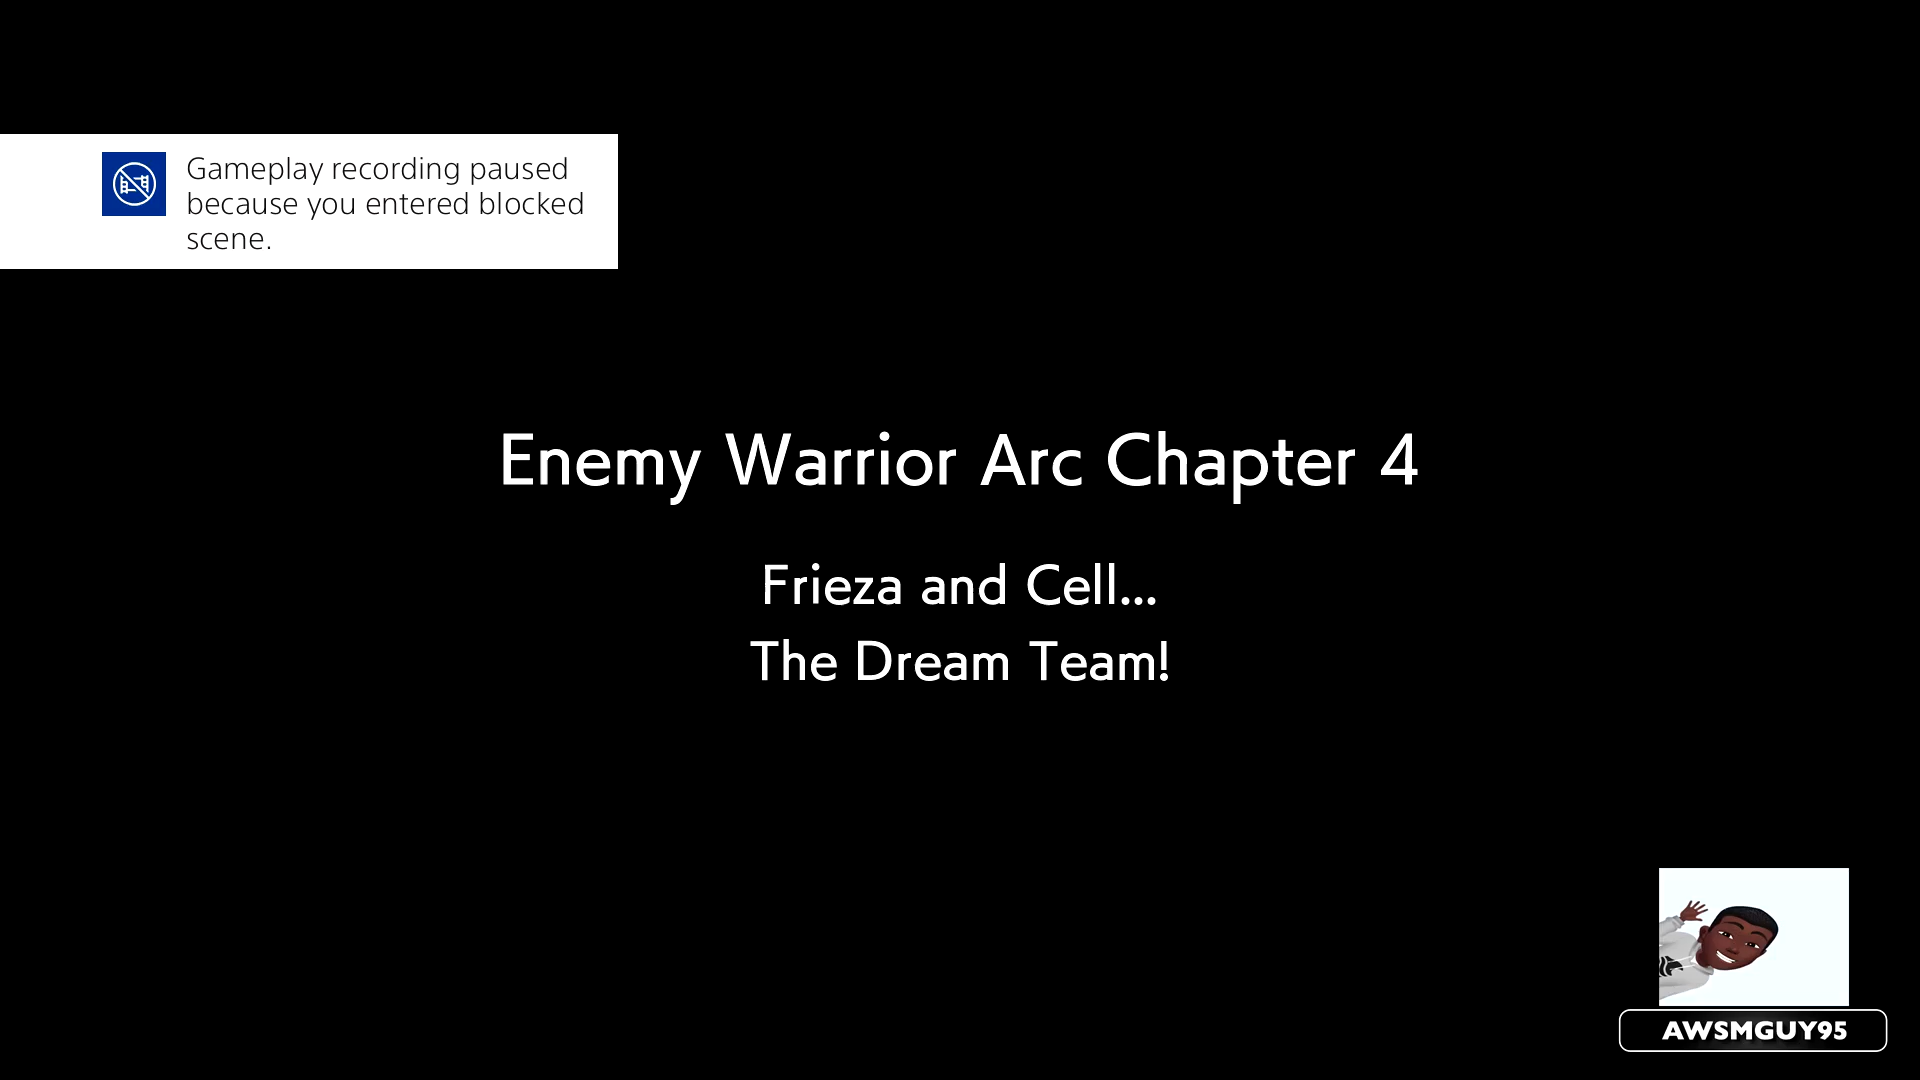 Gameplay recording paused
because you entered blocked
scene.
Enemy Warrior Arc Chapter 4
Frieza and Cell...
The Dream Team!
AWSMGUY95